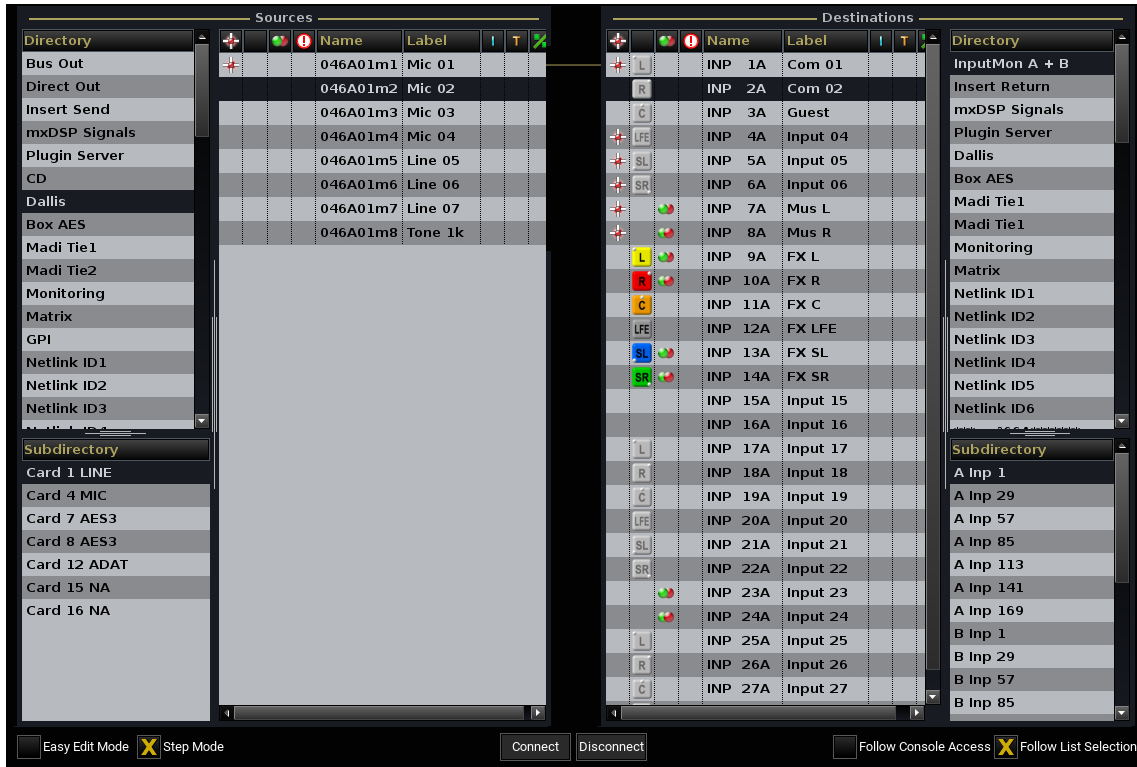 Sources
Directory
Bus Out
Direct Out
Insert Send
mxDSP Signals
Plugin Server
CD
Dallis
Box AES
Madi Tie1
Madi Tie2
Monitoring
Matrix
GPI
Netlink ID1
Netlink ID2
Netlink ID3
Subdirectory
Card 1 LINE
Card 4 MIC
Card 7 AES3
Card 8 AES3
Card 12 ADAT
Card 15 NA
Card 16 NA
Name Label I T
046A01m1 Mic 01
046A01m2 Mic 02
046A01m3 Mic 03
046A01m4 Mic 04
046A01m5 Line 05
046A01m6 Line 06
046A01m7 Line 07
046A01m8 Tone 1k
Destinations
Name Label I T
L INP 1A Com 01
R INP 2A Com 02
C INP 3A Guest
LFE INP 4A Input 04
SL INP 5A Input 05
SR INP 6A Input 06
INP 7A Mus L
INP 8A Mus R
L INP 9A FX L
R INP 10A FX R
C INP 11A FX C
LFE INP 12A FX LFE
SL INP 13A FX SL
SR INP 14A FX SR
INP 15A Input 15
INP 16A Input 16
L INP 17A Input 17
R INP 18A Input 18
C INP 19A Input 19
LFE INP 20A Input 20
SL INP 21A Input 21
SR INP 22A Input 22
INP 23A Input 23
INP 24A Input 24
L INP 25A Input 25
R INP 26A Input 26
C INP 27A Input 27
Directory
InputMon A + B
Insert Return
mxDSP Signals
Plugin Server
Dallis
Box AES
Madi Tie1
Madi Tie1
Monitoring
Matrix
Netlink ID1
Netlink ID2
Netlink ID3
Netlink ID4
Netlink ID5
Netlink ID6
Subdirectory
A Inp 1
A Inp 29
A Inp 57
A Inp 85
A Inp 113
A Inp 141
A Inp 169
B Inp 1
B Inp 29
B Inp 57
B Inp 85
Easy Edit Mode X Step Mode Connect Disconnect Follow Console Access X Follow List Selection